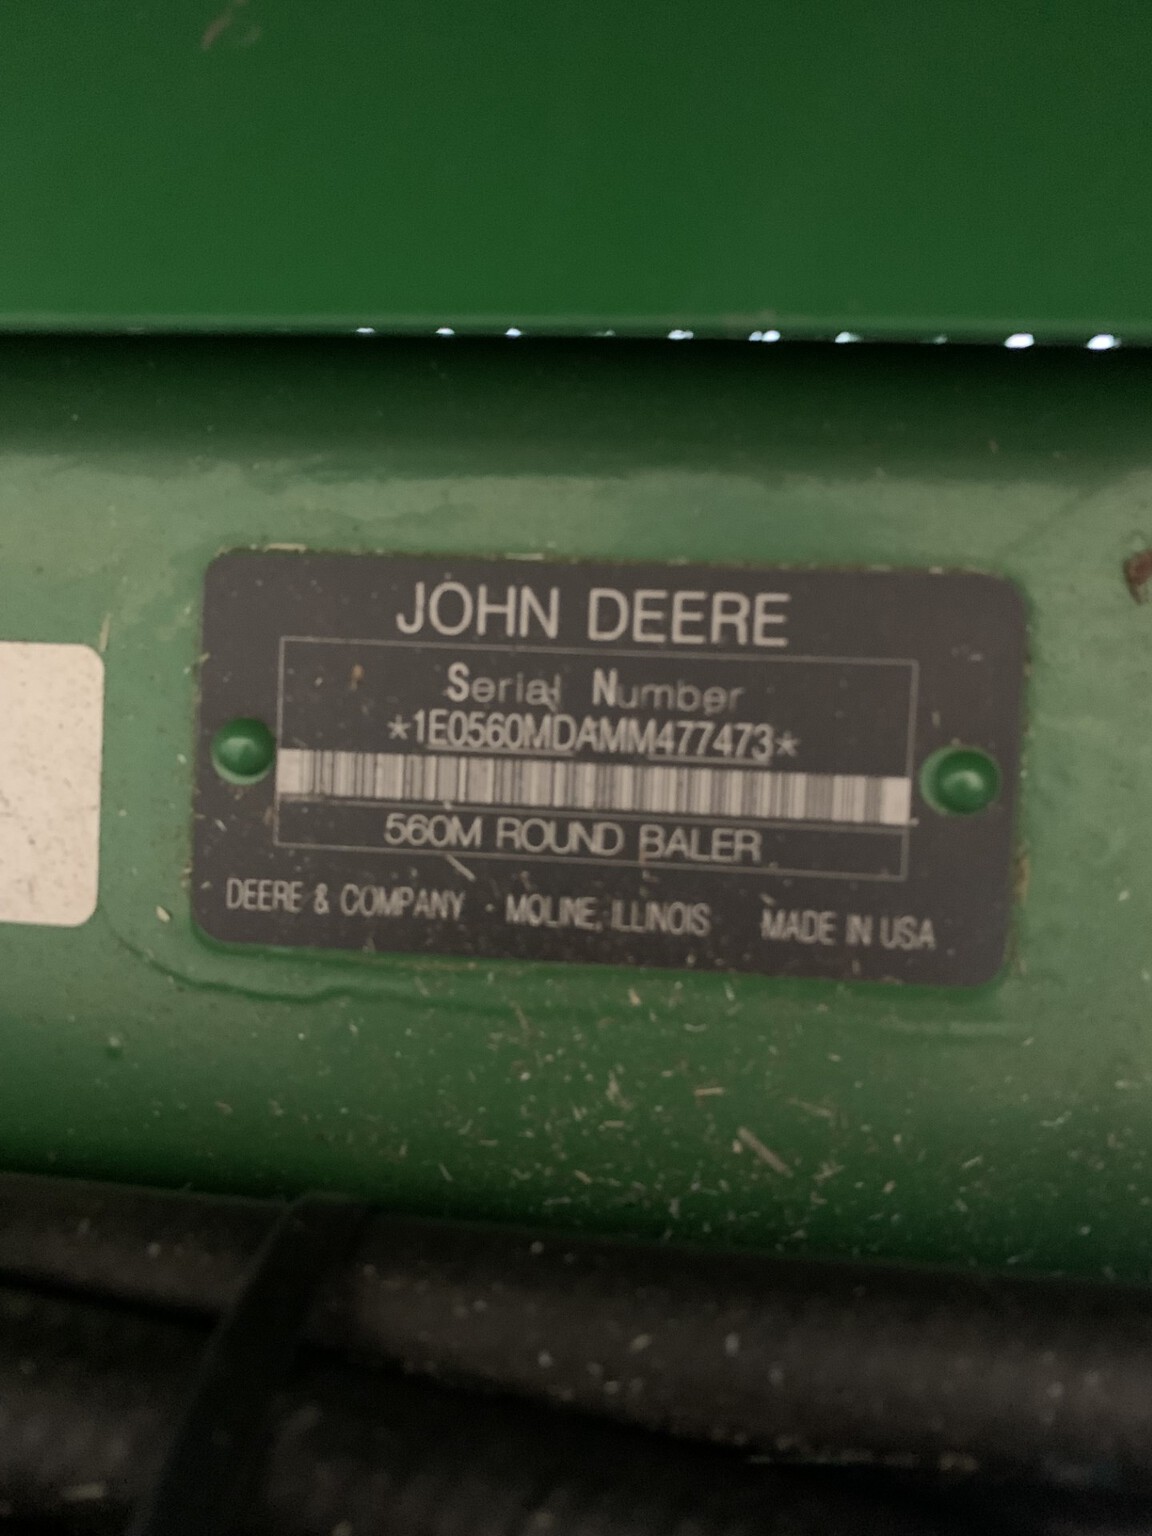 JOHN DEERE
Serial Number
*1E0560MDAMM477473*
560M ROUND BALER
DEERE & COMPANY · MOLINE, ILLINOIS MADE IN USA